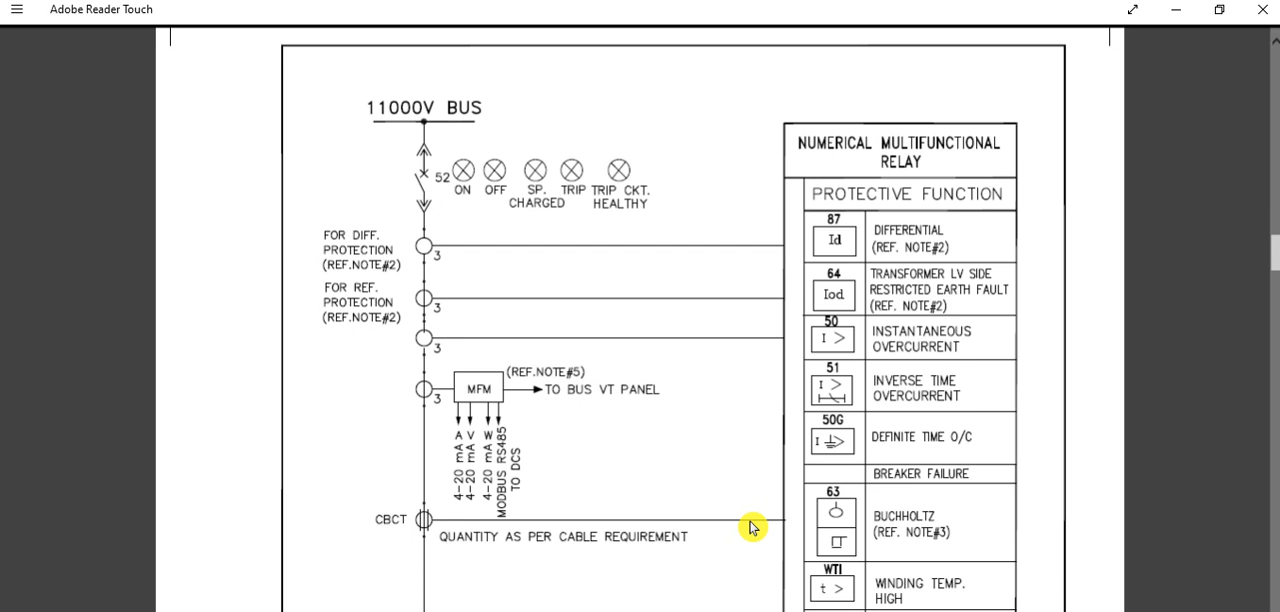 Adobe Reader Touch
11000V BUS
52
ON OFF SP. TRIP TRIP CKT.
CHARGED HEALTHY
FOR DIFF.
PROTECTION
(REF.NOTE#2)
3
FOR REF.
PROTECTION
(REF.NOTE#2)
3
3
(REF.NOTE#5)
MFM
TO BUS VT PANEL
3
4-20 mA A
4-20 mA V
4-20 mA W
MODBUS RS485
TO DCS
CBCT
QUANTITY AS PER CABLE REQUIREMENT
NUMERICAL MULTIFUNCTIONAL
RELAY
PROTECTIVE FUNCTION
87
Id
DIFFERENTIAL
(REF. NOTE#2)
64
Iod
TRANSFORMER LV SIDE
RESTRICTED EARTH FAULT
(REF. NOTE#2)
50
I >
INSTANTANEOUS
OVERCURRENT
51
I >
INVERSE TIME
OVERCURRENT
50G
I >
DEFINITE TIME O/C
BREAKER FAILURE
63
BUCHHOLTZ
(REF. NOTE#3)
WTI
t >
WINDING TEMP.
HIGH